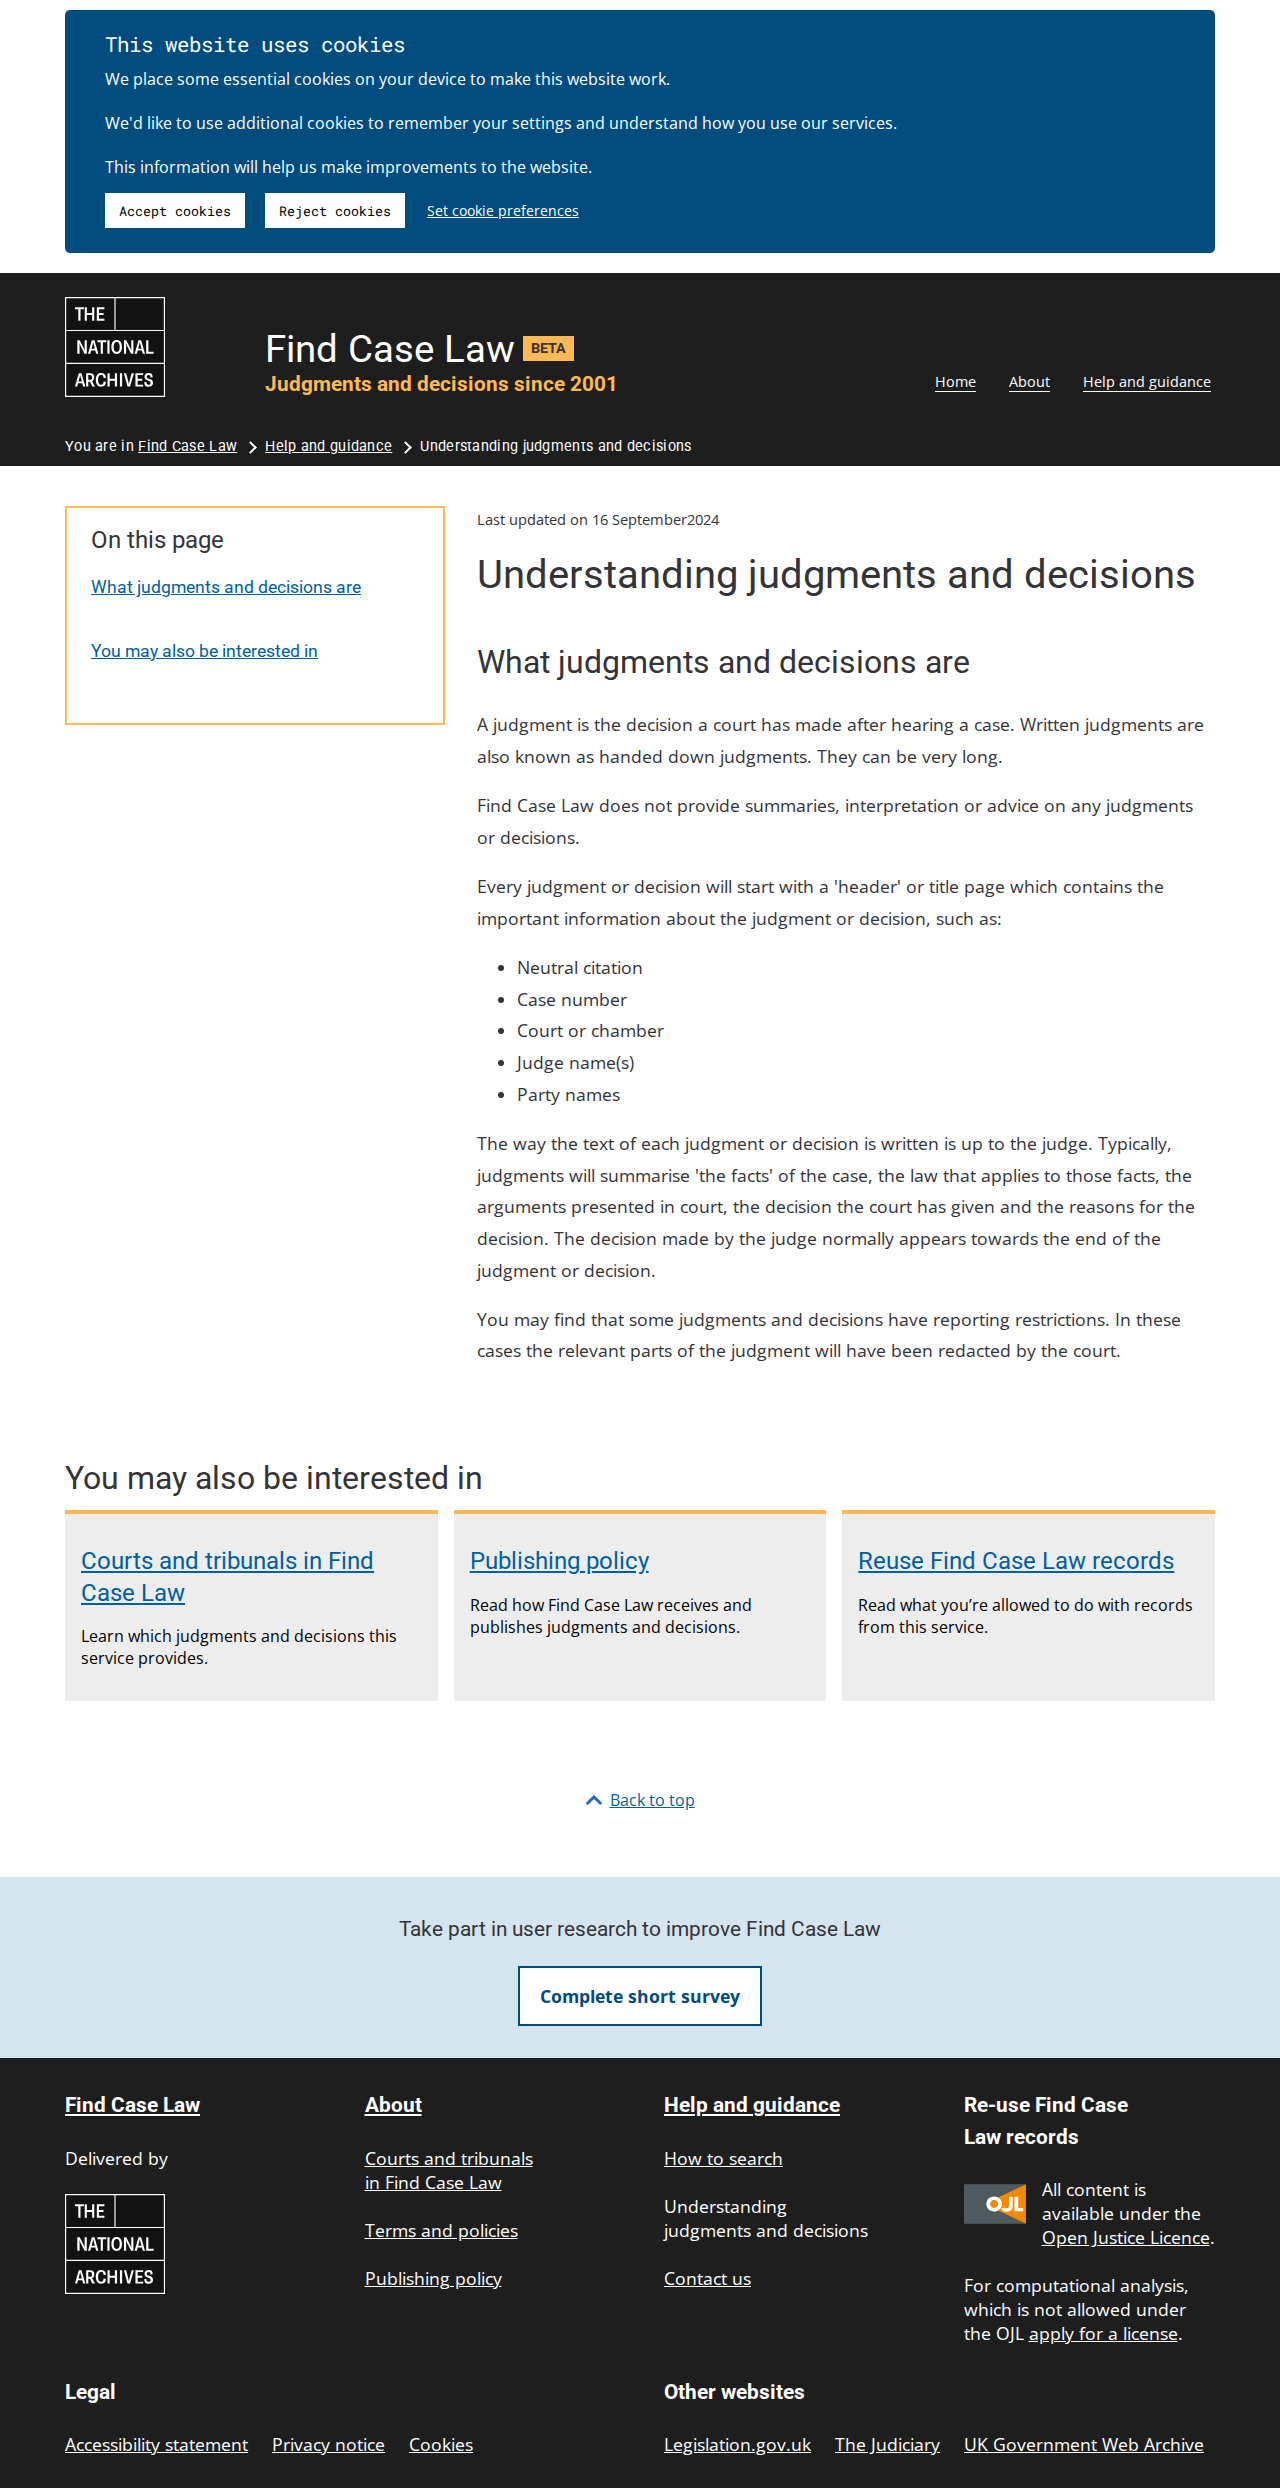 This website uses cookies
We place some essential cookies on your device to make this website work.
We'd like to use additional cookies to remember your settings and understand how you use our services.
This information will help us make improvements to the website.
Accept cookies
Reject cookies
Set cookie preferences
THE
NATIONAL
ARCHIVES
Find Case Law BETA
Judgments and decisions since 2001
Home
About
Help and guidance
You are in Find Case Law
Help and guidance
Understanding judgments and decisions
On this page
What judgments and decisions are
You may also be interested in
Last updated on 16 September2024
Understanding judgments and decisions
What judgments and decisions are
A judgment is the decision a court has made after hearing a case. Written judgments are
also known as handed down judgments. They can be very long.
Find Case Law does not provide summaries, interpretation or advice on any judgments
or decisions.
Every judgment or decision will start with a 'header' or title page which contains the
important information about the judgment or decision, such as:
• Neutral citation
• Case number
• Court or chamber
• Judge name(s)
• Party names
The way the text of each judgment or decision is written is up to the judge. Typically,
judgments will summarise 'the facts' of the case, the law that applies to those facts, the
arguments presented in court, the decision the court has given and the reasons for the
decision. The decision made by the judge normally appears towards the end of the
judgment or decision.
You may find that some judgments and decisions have reporting restrictions. In these
cases the relevant parts of the judgment will have been redacted by the court.
You may also be interested in
Courts and tribunals in Find
Case Law
Learn which judgments and decisions this
service provides.
Publishing policy
Read how Find Case Law receives and
publishes judgments and decisions.
Reuse Find Case Law records
Read what you’re allowed to do with records
from this service.
Back to top
Take part in user research to improve Find Case Law
Complete short survey
Find Case Law
Delivered by
THE
NATIONAL
ARCHIVES
About
Courts and tribunals
in Find Case Law
Terms and policies
Publishing policy
Help and guidance
How to search
Understanding
judgments and decisions
Contact us
Re-use Find Case
Law records
OJL
All content is
available under the
Open Justice Licence.
For computational analysis,
which is not allowed under
the OJL apply for a license.
Legal
Accessibility statement
Privacy notice
Cookies
Other websites
Legislation.gov.uk
The Judiciary
UK Government Web Archive